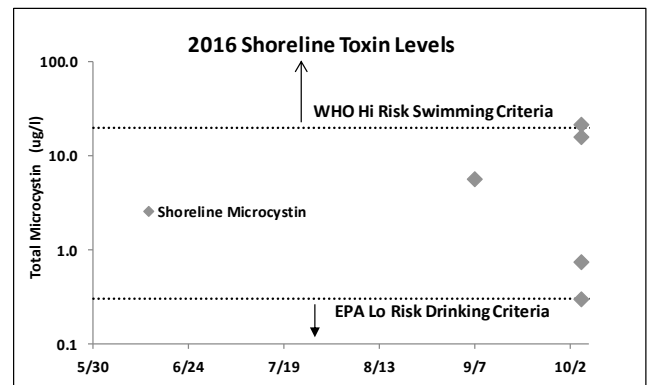 2016 Shoreline Toxin Levels
100.0
WHO Hi Risk Swimming Criteria
10.0
Total Microcystin (ug/l)
Shoreline Microcystin
1.0
EPA Lo Risk Drinking Criteria
0.1
5/30 6/24 7/19 8/13 9/7 10/2